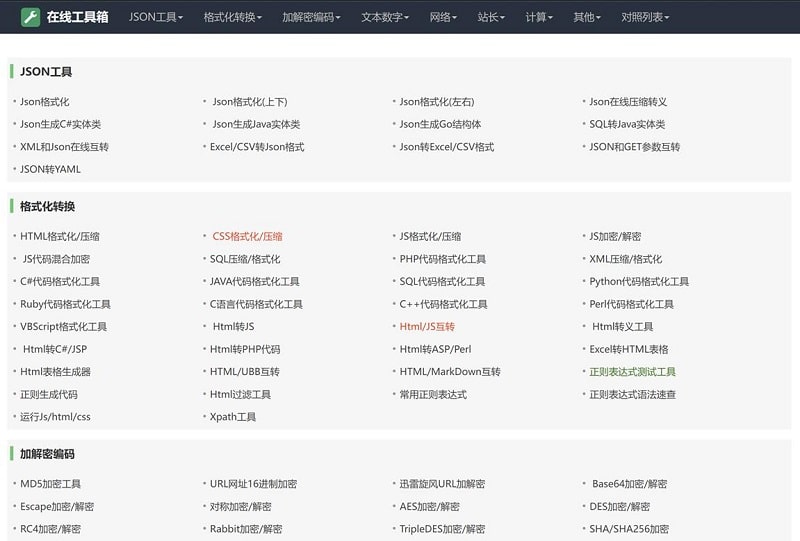 在线工具箱 JSON工具 格式化转换 加解密编码 文本数字 网络 站长 计算 其他 对照列表
JSON工具
Json格式化 Json格式化(上下) Json格式化(左右) Json在线压缩转义
Json生成C#实体类 Json生成Java实体类 Json生成Go结构体 SQL转Java实体类
XML和Json在线互转 Excel/CSV转Json格式 Json转Excel/CSV格式 JSON和GET参数互转
JSON转YAML
格式化转换
HTML格式化/压缩 CSS格式化/压缩 JS格式化/压缩 JS加密/解密
JS代码混合加密 SQL压缩/格式化 PHP代码格式化工具 XML压缩/格式化
C#代码格式化工具 JAVA代码格式化工具 SQL代码格式化工具 Python代码格式化工具
Ruby代码格式化工具 C语言代码格式化工具 C++代码格式化工具 Perl代码格式化工具
VBScript格式化工具 Html转JS Html/JS互转 Html转义工具
Html转C#/JSP Html转PHP代码 Html转ASP/Perl Excel转HTML表格
Html表格生成器 HTML/UBB互转 HTML/MarkDown互转 正则表达式测试工具
正则生成代码 Html过滤工具 常用正则表达式 正则表达式语法速查
运行Js/html/css Xpath工具
加解密编码
MD5加密工具 URL网址16进制加密 迅雷旋风URL加解密 Base64加密/解密
Escape加密/解密 对称加密/解密 AES加密/解密 DES加密/解密
RC4加密/解密 Rabbit加密/解密 TripleDES加密/解密 SHA/SHA256加密